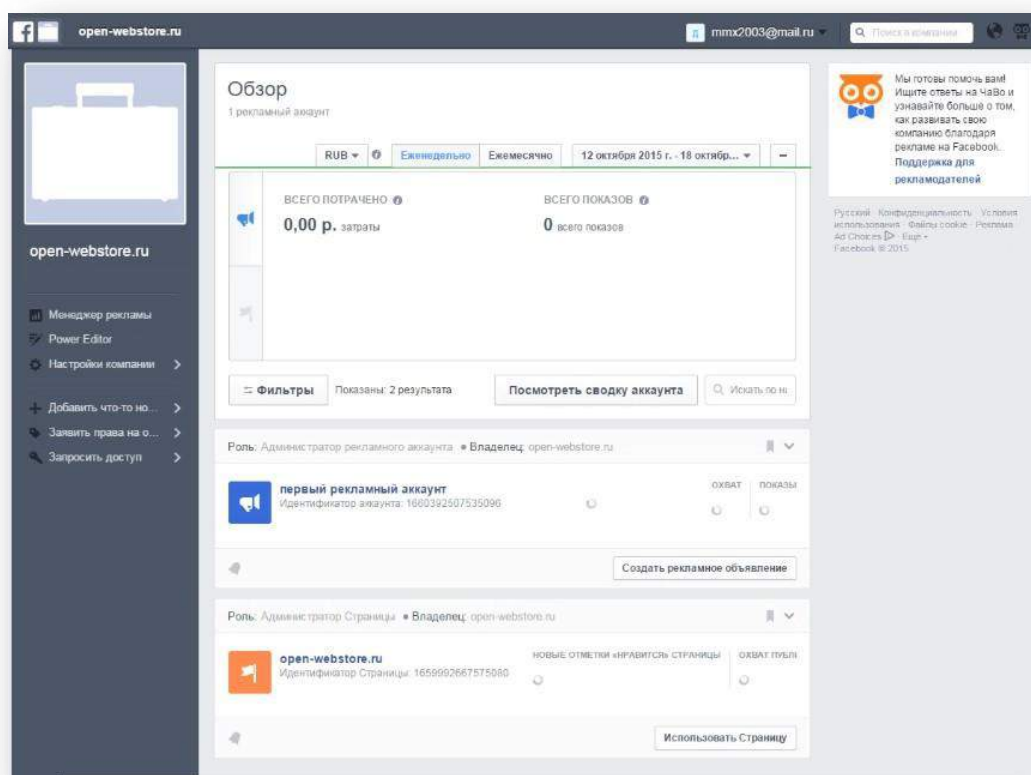 open-webstore.ru
mmx2003@mail.ru
Поиск в компании
open-webstore.ru
Менеджер рекламы
Power Editor
Настройки компании
Добавить что-то но...
Заявить права на о...
Запросить доступ
Обзор
1 рекламный аккаунт
RUB
Еженедельно
Ежемесячно
12 октября 2015 г. - 18 октябр...
ВСЕГО ПОТРАЧЕНО
ВСЕГО ПОКАЗОВ
0,00 р. затраты
0 всего показов
Фильтры
Показаны: 2 результата
Посмотреть сводку аккаунта
Искать по н
Роль: Администратор рекламного аккаунта • Владелец: open-webstore.ru
первый рекламный аккаунт
Идентификатор аккаунта: 1660392507535096
ОХВАТ
ПОКАЗЫ
Создать рекламное объявление
Роль: Администратор Страницы • Владелец: open-webstore.ru
open-webstore.ru
Идентификатор Страницы: 1659992667575080
НОВЫЕ ОТМЕТКИ «НРАВИТСЯ» СТРАНИЦЫ
ОХВАТ ПУБЛ
Использовать Страницу
Мы готовы помочь вам!
Ищите ответы на ЧаВо и
узнавайте больше о том,
как развивать свою
компанию благодаря
рекламе на Facebook.
Поддержка для
рекламодателей
Русский · Конфиденциальность · Условия
использования · Файлы cookie · Реклама ·
Ad Choices · Ещё
Facebook © 2015